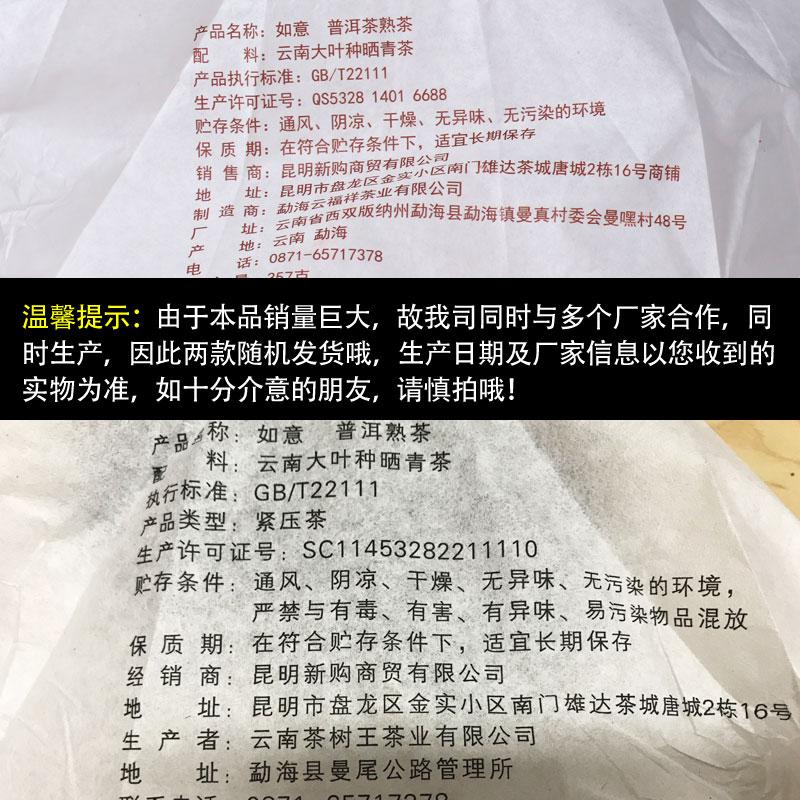 产品名称：如意 普洱茶熟茶
配 料：云南大叶种晒青茶
产品执行标准：GB/T22111
生产许可证号：QS5328 1401 6688
贮存条件：通风、阴凉、干燥、无异味、无污染的环境
保 质 期：在符合贮存条件下，适宜长期保存
销 售 商：昆明新购商贸有限公司
地 址：昆明市盘龙区金实小区南门雄达茶城唐城2栋16号商铺
制 造 商：勐海云福祥茶业有限公司
厂 址：云南省西双版纳州勐海县勐海镇曼真村委会曼嘿村48号
产 地：云南 勐海
电 话：0871-65717378
量：357克
温馨提示：由于本品销量巨大，故我司同时与多个厂家合作，同
时生产，因此两款随机发货哦，生产日期及厂家信息以您收到的
实物为准，如十分介意的朋友，请慎拍哦！
产品名称：如意 普洱熟茶
配 料：云南大叶种晒青茶
执行标准：GB/T22111
产品类型：紧压茶
生产许可证号：SC11453282211110
贮存条件：通风、阴凉、干燥、无异味、无污染的环境，
严禁与有毒、有害、有异味、易污染物品混放
保 质 期：在符合贮存条件下，适宜长期保存
经 销 商：昆明新购商贸有限公司
地 址：昆明市盘龙区金实小区南门雄达茶城唐城2栋16号
生 产 者：云南茶树王茶业有限公司
地 址：勐海县曼尾公路管理所
联系电话：0871-65717378